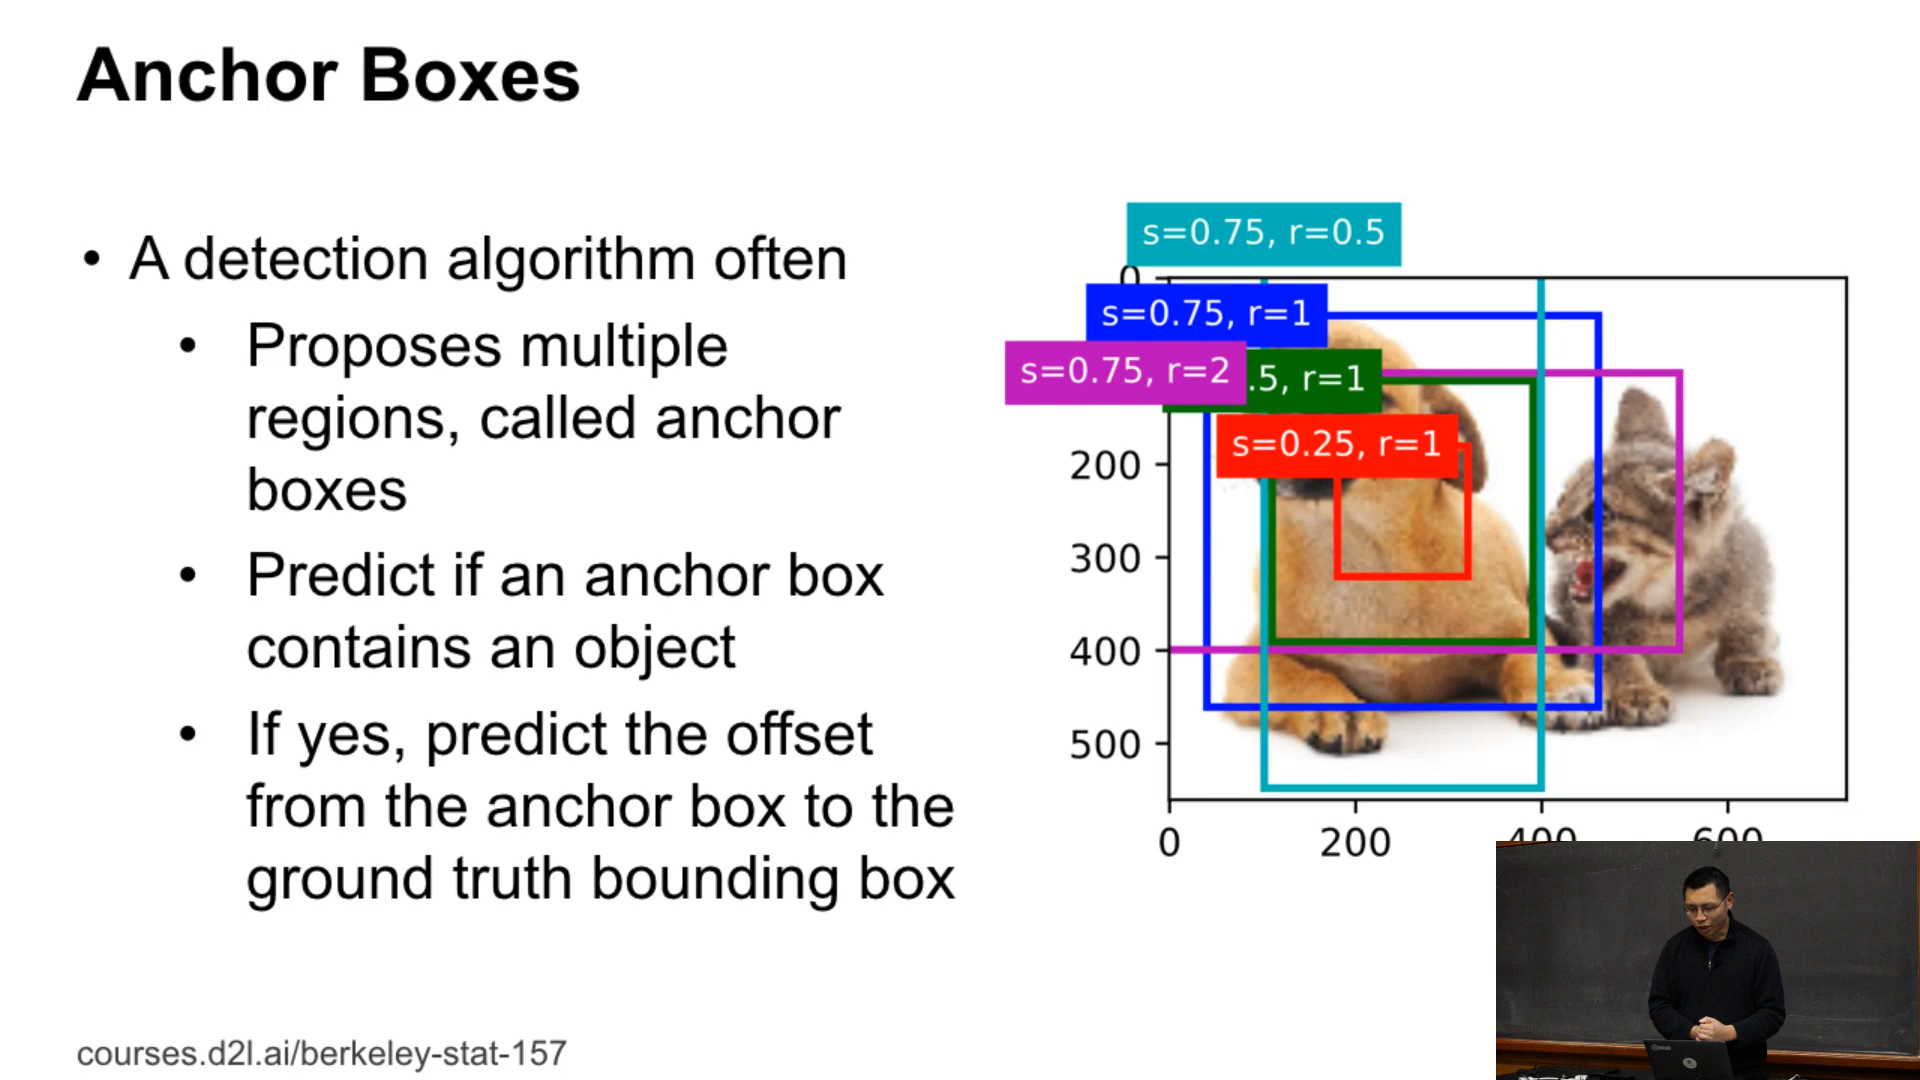 Anchor Boxes
• A detection algorithm often
• Proposes multiple
regions, called anchor
boxes
• Predict if an anchor box
contains an object
• If yes, predict the offset
from the anchor box to the
ground truth bounding box
s=0.75, r=0.5
0
s=0.75, r=1
s=0.75, r=2
.5, r=1
s=0.25, r=1
200
300
400
500
0 200 400 600
courses.d2l.ai/berkeley-stat-157